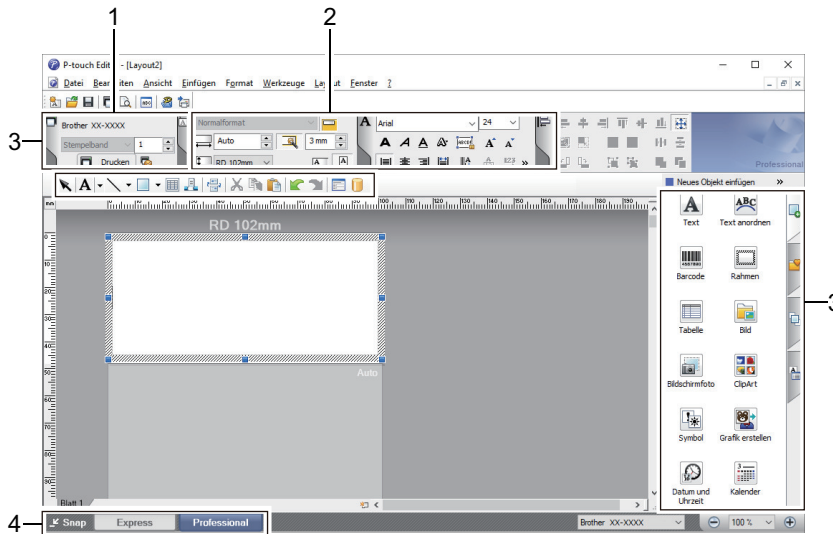 1
2
P-touch Edit - [Layout2]
Datei Bearbeiten Ansicht Einfügen Format Werkzeuge Layout Fenster ?
Brother XX-XXXX
Stempelband 1
Drucken
Normalformat
Auto 3 mm
RD 102mm
Arial 24
Professional
3
Neues Objekt einfügen »
RD 102mm
Auto
Text Text anordnen
Barcode Rahmen
Tabelle Bild
Bildschirmfoto ClipArt
Symbol Grafik erstellen
Datum und Uhrzeit Kalender
3
Blatt 1
4
Snap Express Professional
Brother XX-XXXX 100 %